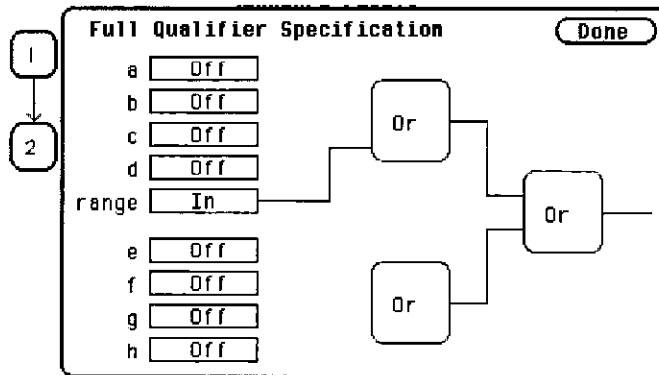 Full Qualifier Specification
Done
1
2
a Off
b Off
c Off
d Off
range In
e Off
f Off
g Off
h Off
Or
Or
Or